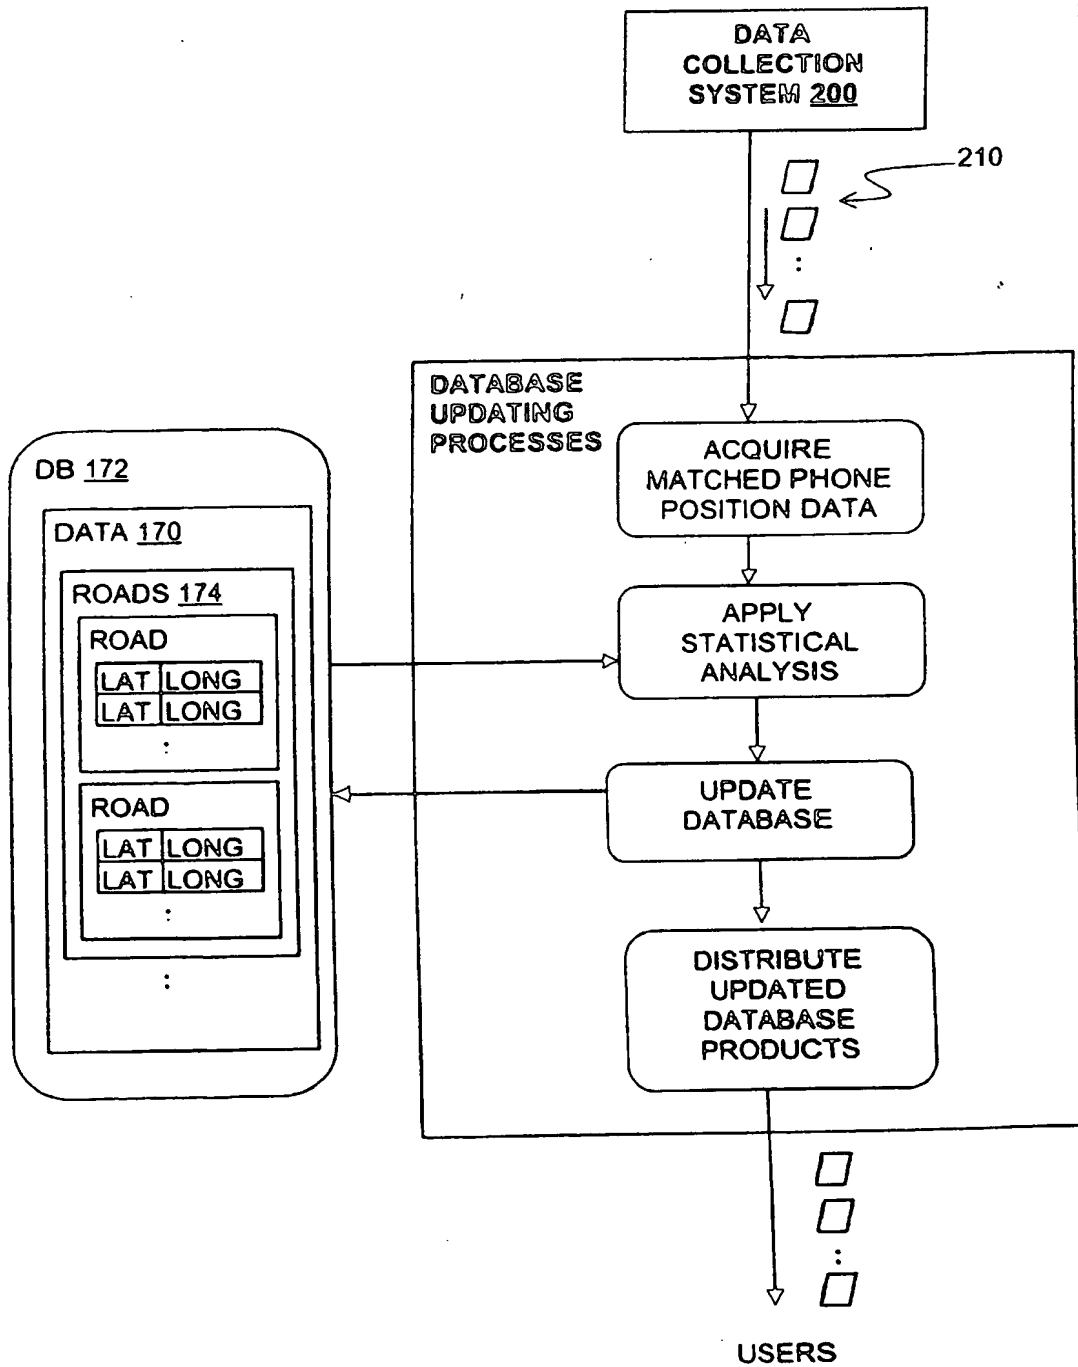 DATA
COLLECTION
SYSTEM 200
210
DATABASE
UPDATING
PROCESSES
ACQUIRE
MATCHED PHONE
POSITION DATA
DB 172
DATA 170
ROADS 174
ROAD
LAT LONG
LAT LONG
:
ROAD
LAT LONG
LAT LONG
:
:
APPLY
STATISTICAL
ANALYSIS
UPDATE
DATABASE
DISTRIBUTE
UPDATED
DATABASE
PRODUCTS
USERS